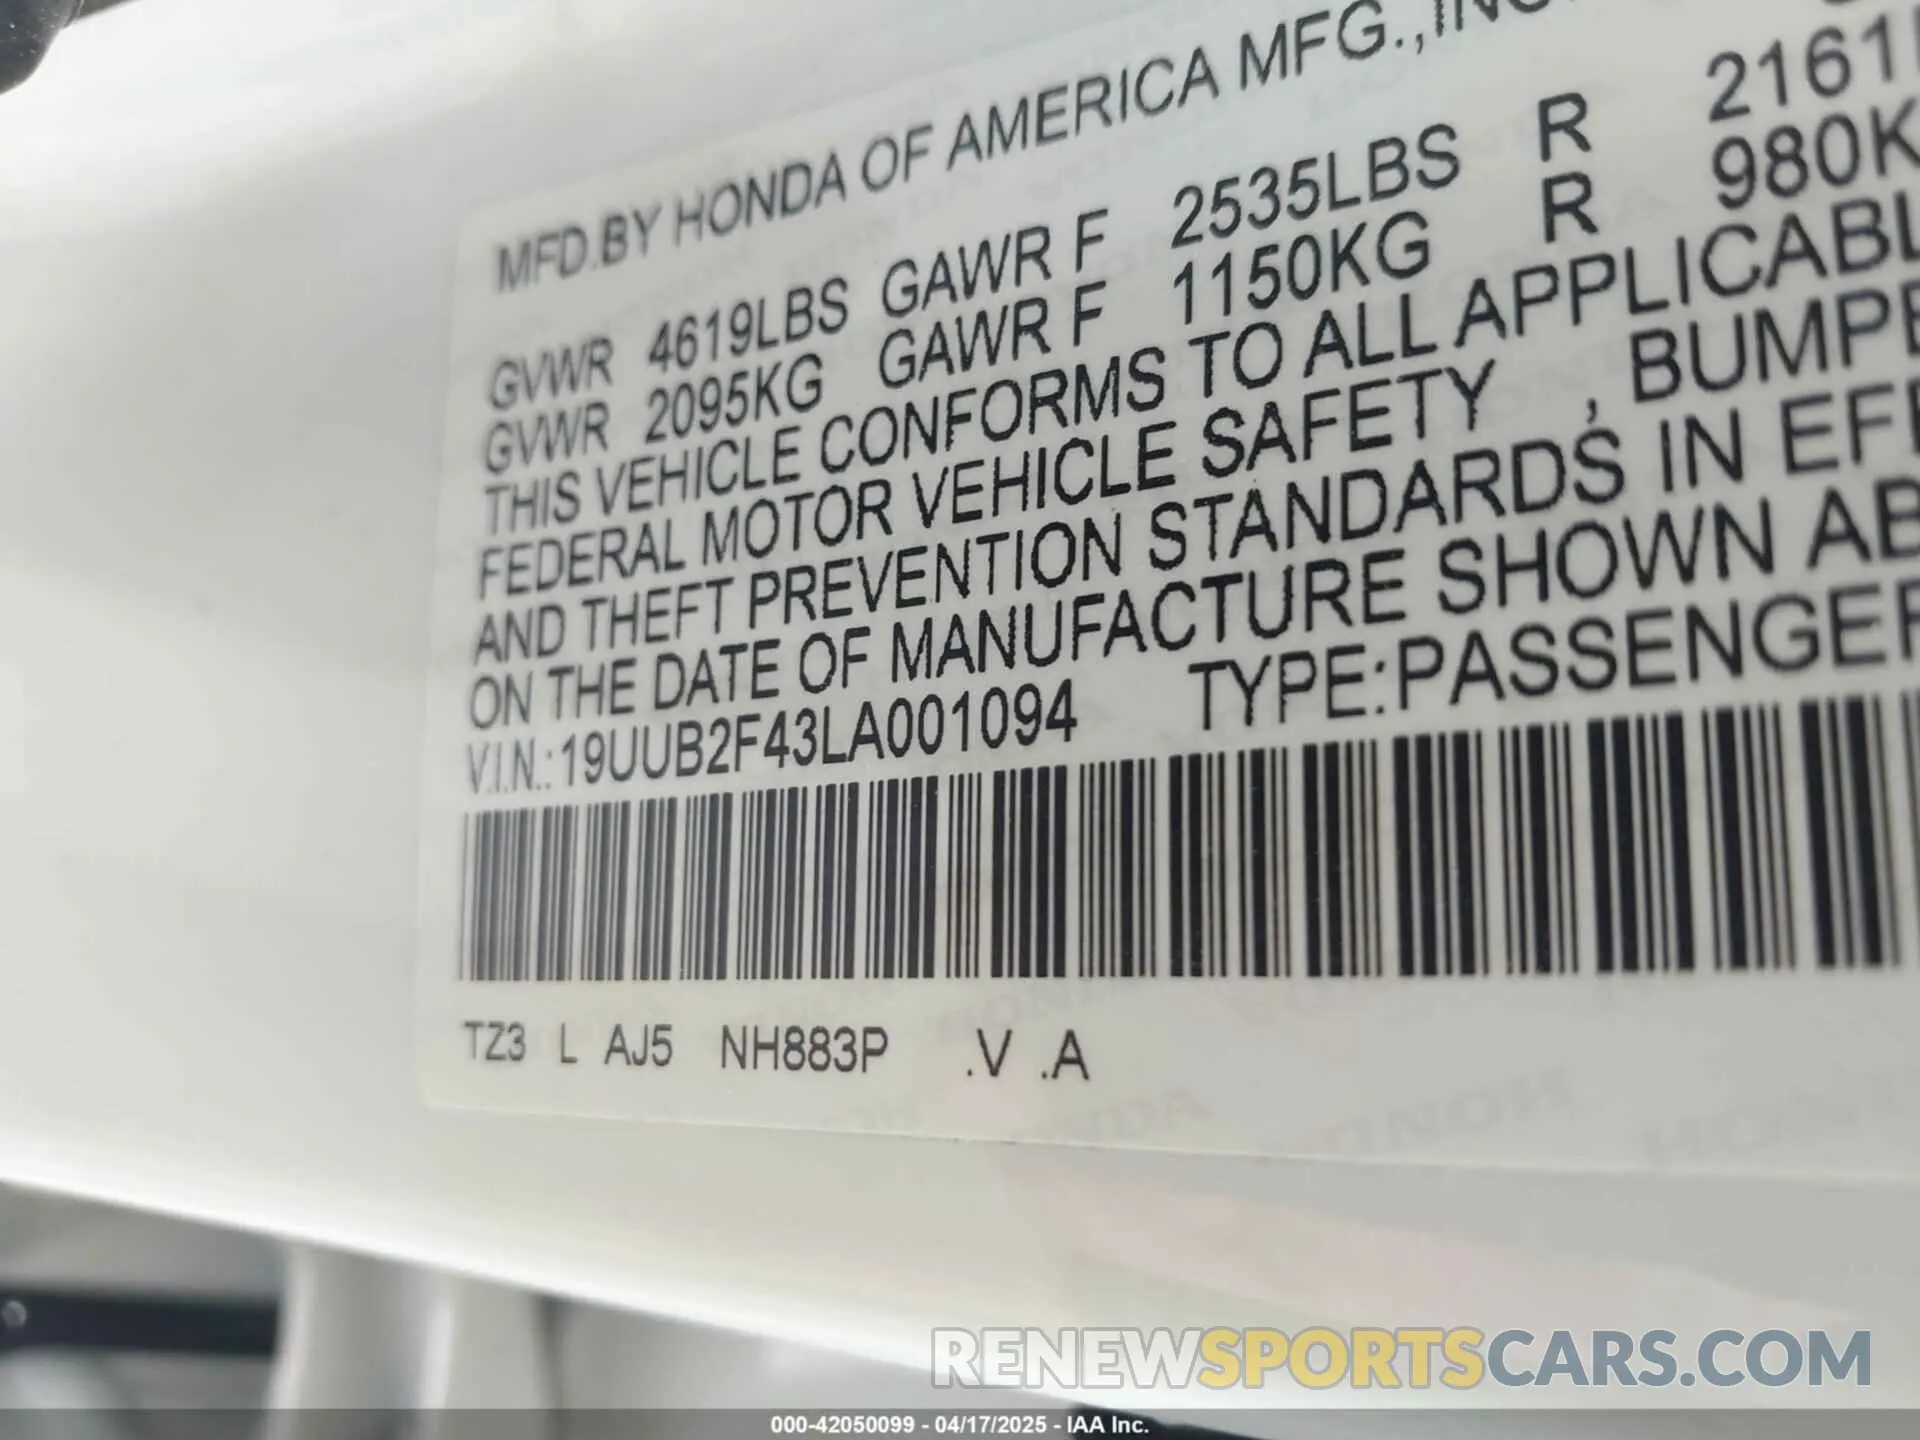 MFD.BY HONDA OF AMERICA MFG.,INC
GVWR 4619LBS GAWR F 2535LBS R 2161
GVWR 2095KG GAWR F 1150KG R 980K
THIS VEHICLE CONFORMS TO ALL APPLICABL
FEDERAL MOTOR VEHICLE SAFETY , BUMPE
AND THEFT PREVENTION STANDARDS IN EFF
ON THE DATE OF MANUFACTURE SHOWN AB
V.I.N.:19UUB2F43LA001094 TYPE:PASSENGER
TZ3 L AJ5 NH883P .V .A
RENEWSPORTSCARS.COM
000-42050099 - 04/17/2025 - IAA Inc.